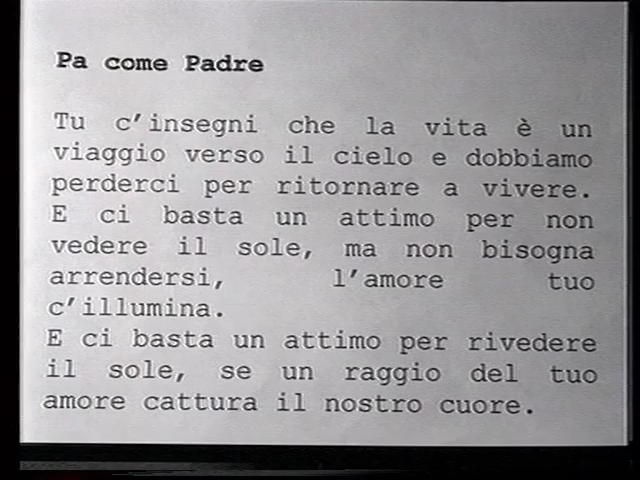 Pa come Padre
Tu c'insegni che la vita è un
viaggio verso il cielo e dobbiamo
perderci per ritornare a vivere.
E ci basta un attimo per non
vedere il sole, ma non bisogna
arrendersi, l'amore tuo
c'illumina.
E ci basta un attimo per rivedere
il sole, se un raggio del tuo
amore cattura il nostro cuore.